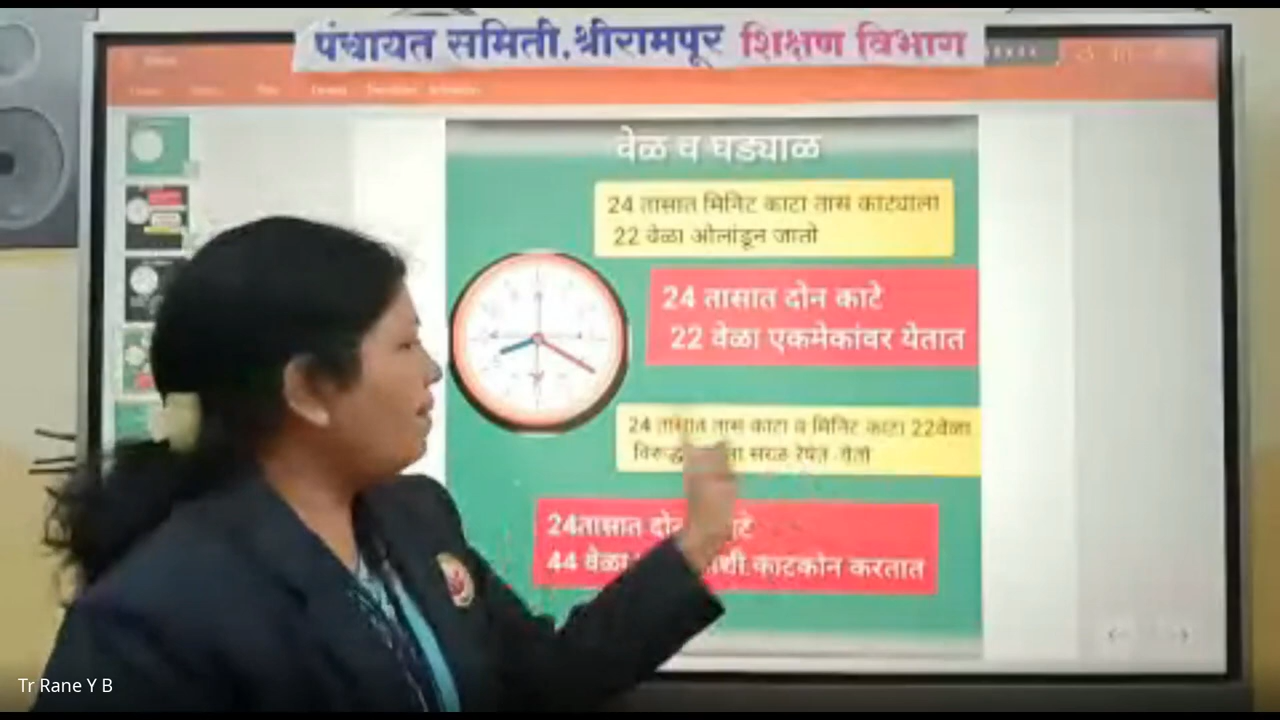 पंचायत समिती.श्रीरामपूर शिक्षण विभाग
वेळ व घड्याळ
24 तासात मिनिट काटा तास काट्याला
22 वेळा ओलांडून जातो
24 तासात दोन काटे
22 वेळा एकमेकांवर येतात
24 तासात तास काटा व मिनिट काटा 22वेळा
सरळ रेषेत येतो
24तासात
44 वेळा काटकोन करतात
Tr Rane Y B